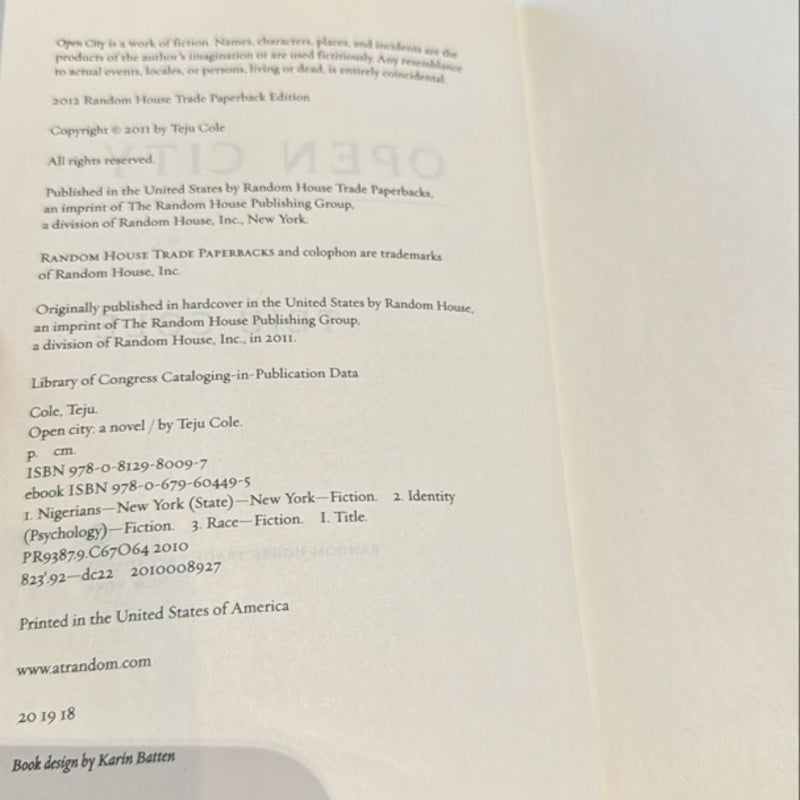 Open City is a work of fiction. Names, characters, places, and incidents are the
products of the author's imagination or are used fictitiously. Any resemblance
to actual events, locales, or persons, living or dead, is entirely coincidental.
2012 Random House Trade Paperback Edition
Copyright © 2011 by Teju Cole
All rights reserved.
OPEN CITY
Published in the United States by Random House Trade Paperbacks,
an imprint of The Random House Publishing Group,
a division of Random House, Inc., New York.
RANDOM HOUSE TRADE PAPERBACKS and colophon are trademarks
of Random House, Inc.
Originally published in hardcover in the United States by Random House,
an imprint of The Random House Publishing Group,
a division of Random House, Inc., in 2011.
Library of Congress Cataloging-in-Publication Data
Cole, Teju.
Open city: a novel / by Teju Cole.
p. cm.
ISBN 978-0-8129-8009-7
ebook ISBN 978-0-679-60449-5
1. Nigerians—New York (State)—New York—Fiction. 2. Identity
(Psychology)—Fiction. 3. Race—Fiction. I. Title.
PR9387.9.C67O64 2010
823'.92—dc22 2010008927
Printed in the United States of America
www.atrandom.com
20 19 18
Book design by Karin Batten